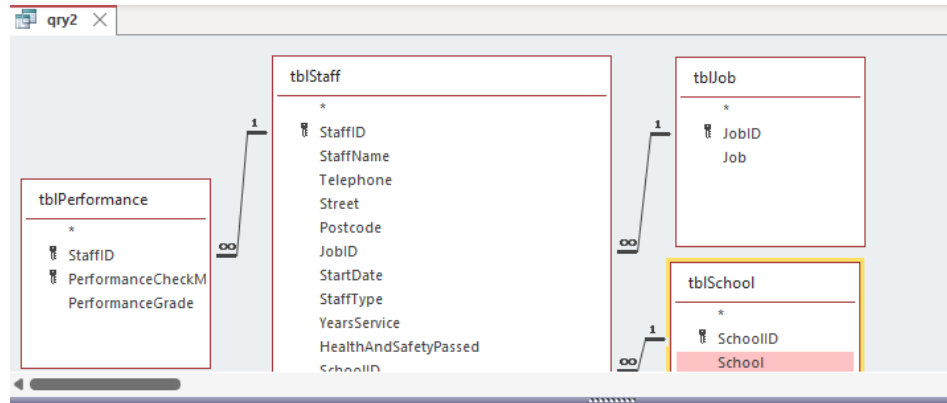 qry2
tblPerformance
*
StaffID
PerformanceCheckM
PerformanceGrade
1
∞
tblStaff
*
StaffID
StaffName
Telephone
Street
Postcode
JobID
StartDate
StaffType
YearsService
HealthAndSafetyPassed
SchoolID
1
∞
tblJob
*
JobID
Job
1
∞
tblSchool
*
SchoolID
School